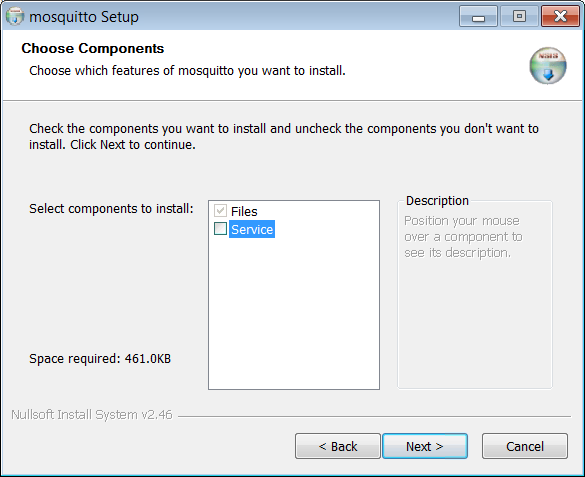 mosquitto Setup
Choose Components
Choose which features of mosquitto you want to install.
Check the components you want to install and uncheck the components you don't want to
install. Click Next to continue.
Select components to install:
Files
Service
Description
Position your mouse
over a component to
see its description.
Space required: 461.0KB
Nullsoft Install System v2.46
< Back
Next >
Cancel